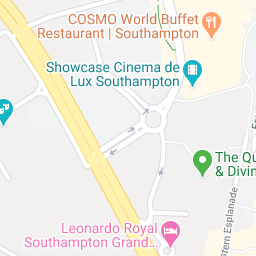 COSMO World Buffet
Restaurant | Southampton
Showcase Cinema de
Lux Southampton
The Qu
& Divin
Leonardo Royal
Southampton Grand...
stern Esplanade